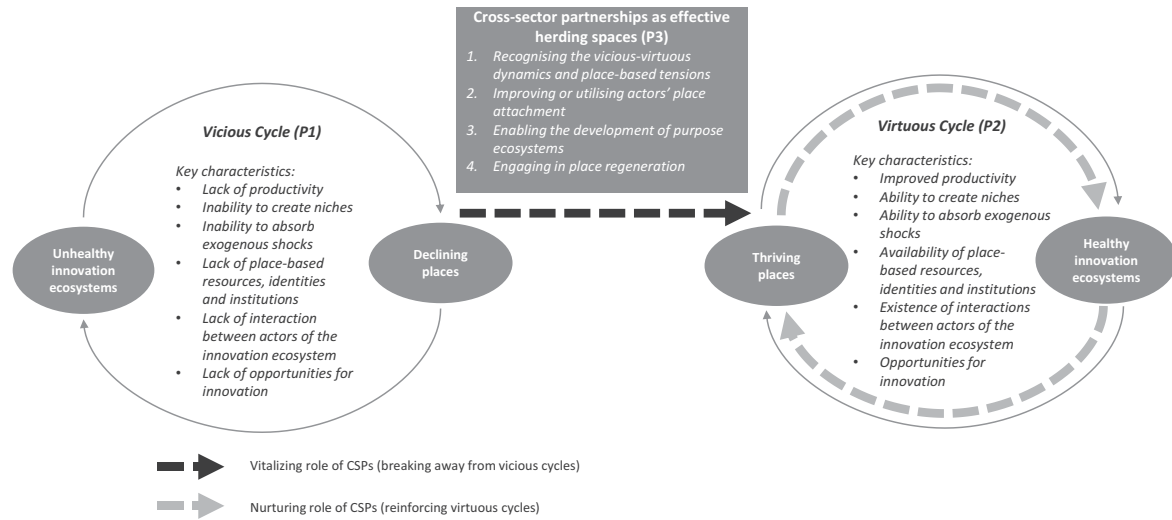 Cross-sector partnerships as effective
herding spaces (P3)
1. Recognising the vicious-virtuous
dynamics and place-based tensions
2. Improving or utilising actors' place
attachment
3. Enabling the development of purpose
ecosystems
4. Engaging in place regeneration
Vicious Cycle (P1)
Key characteristics:
• Lack of productivity
• Inability to create niches
• Inability to absorb
exogenous shocks
• Lack of place-based
resources, identities
and institutions
• Lack of interaction
between actors of the
innovation ecosystem
• Lack of opportunities for
innovation
Unhealthy
innovation
ecosystems
Declining
places
Virtuous Cycle (P2)
Key characteristics:
• Improved productivity
• Ability to create niches
• Ability to absorb exogenous
shocks
• Availability of place-
based resources,
identities and institutions
• Existence of interactions
between actors of the
innovation ecosystem
• Opportunities for
innovation
Thriving
places
Healthy
innovation
ecosystems
Vitalizing role of CSPs (breaking away from vicious cycles)
Nurturing role of CSPs (reinforcing virtuous cycles)